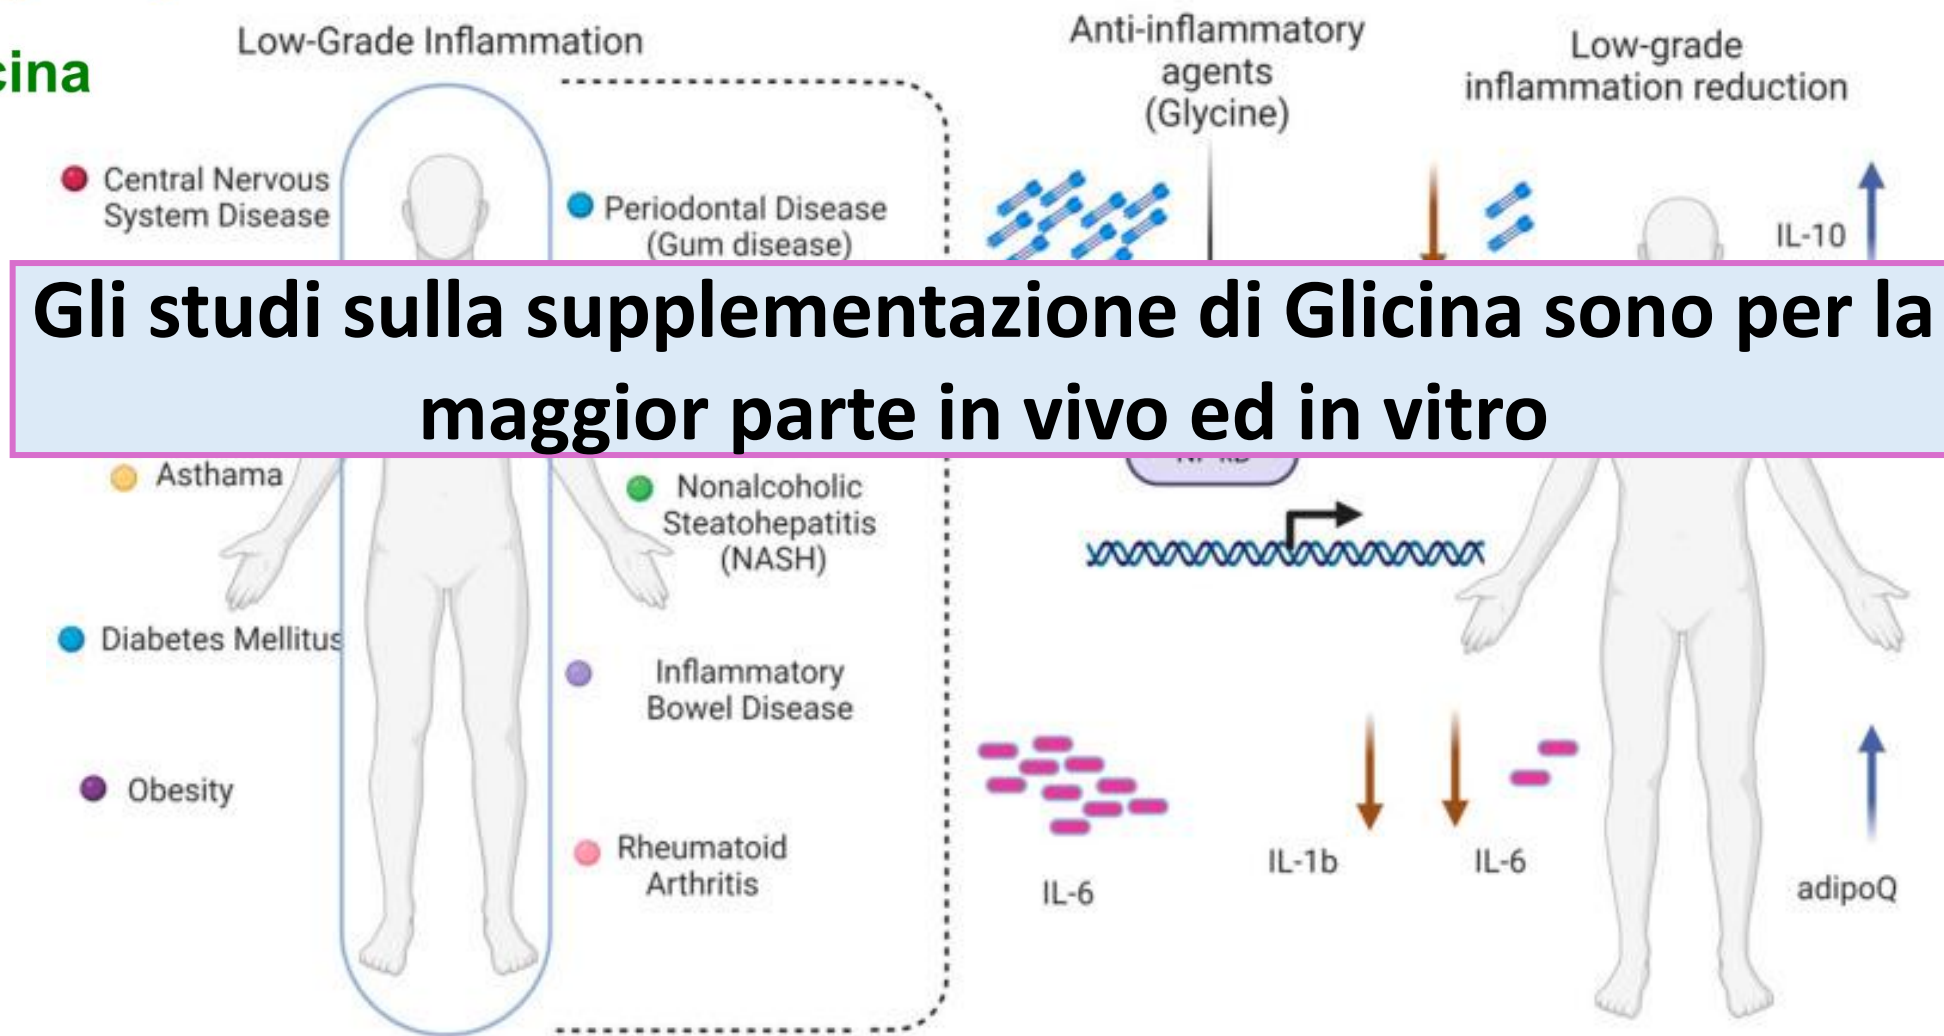 cina
Low-Grade Inflammation
Central Nervous
System Disease
Periodontal Disease
(Gum disease)
Asthama
Nonalcoholic
Steatohepatitis
(NASH)
Diabetes Mellitus
Inflammatory
Bowel Disease
Obesity
Rheumatoid
Arthritis
Anti-inflammatory
agents
(Glycine)
Low-grade
inflammation reduction
IL-10
Gli studi sulla supplementazione di Glicina sono per la
maggior parte in vivo ed in vitro
IL-6
IL-1b
IL-6
adipoQ